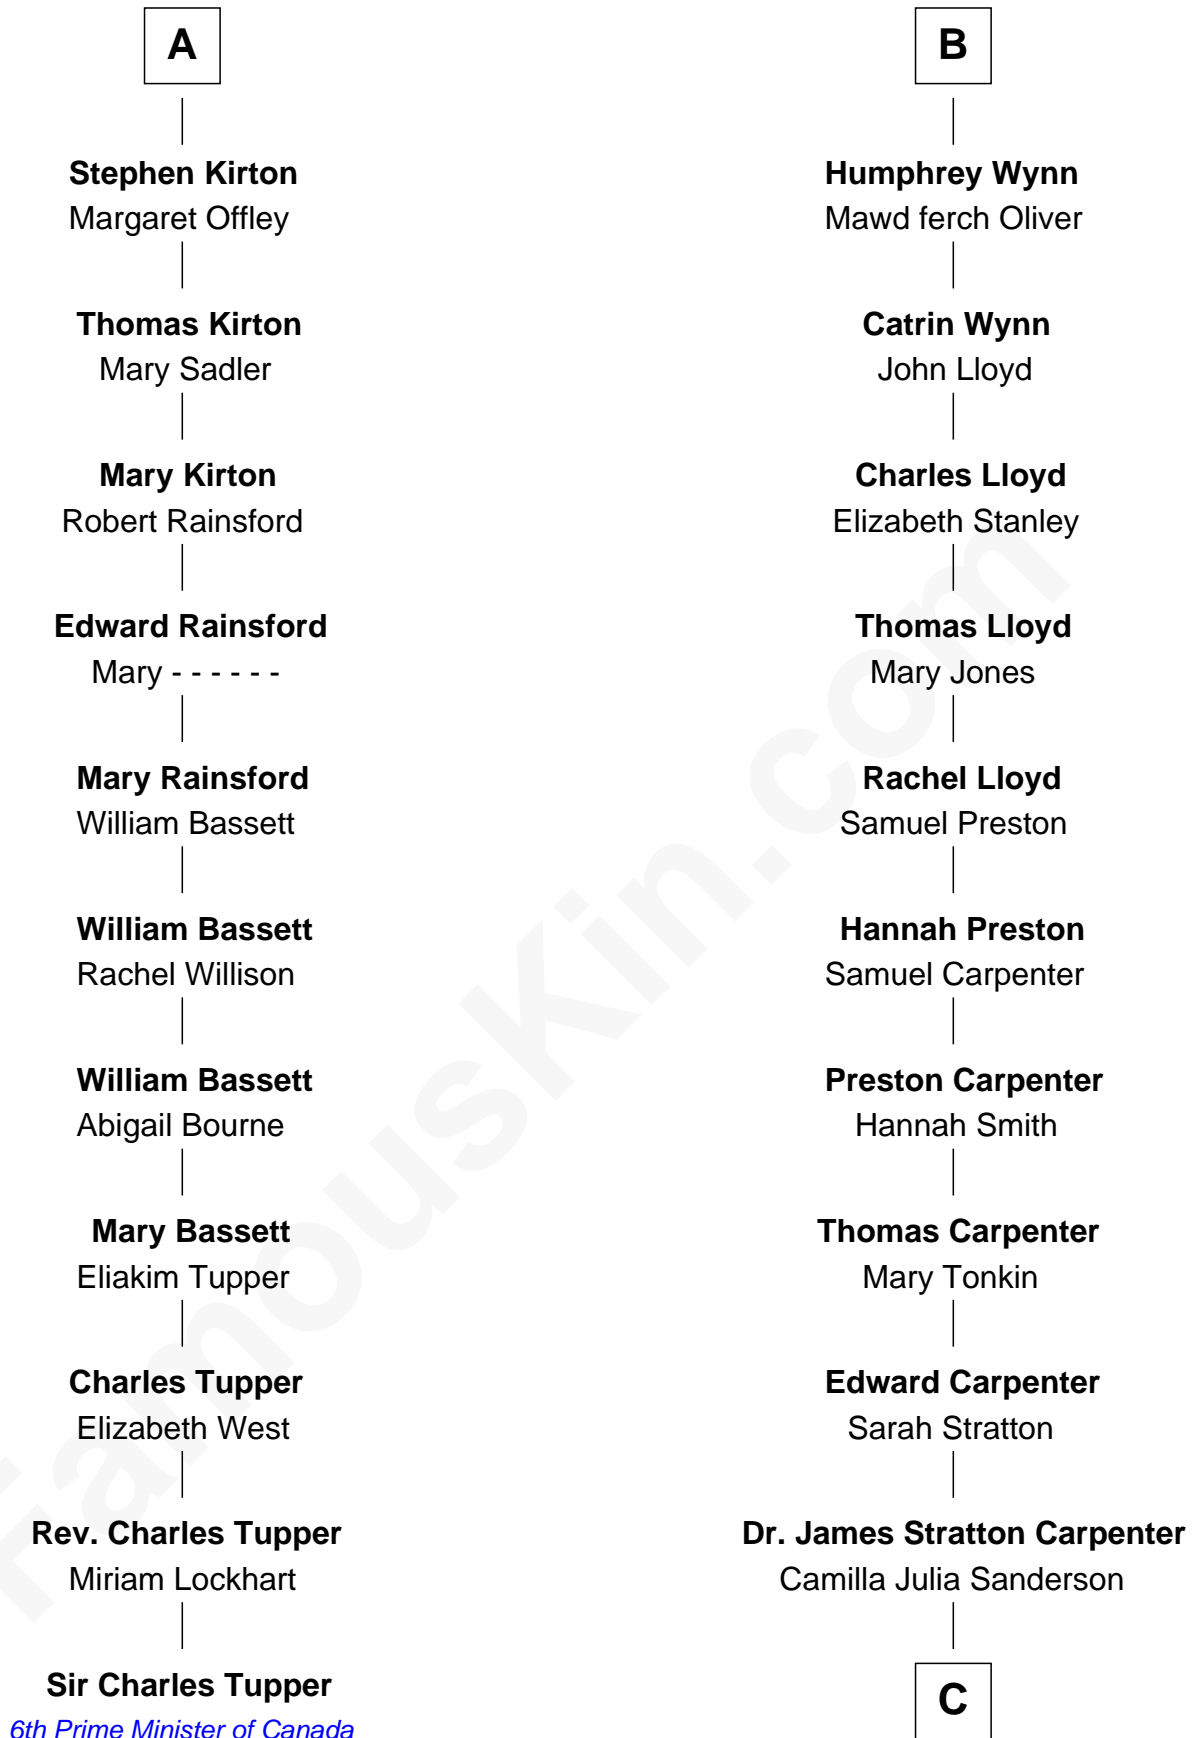 A
Stephen Kirton
Margaret Offley
Thomas Kirton
Mary Sadler
Mary Kirton
Robert Rainsford
Edward Rainsford
Mary - - - - - -
Mary Rainsford
William Bassett
William Bassett
Rachel Willison
William Bassett
Abigail Bourne
Mary Bassett
Eliakim Tupper
Charles Tupper
Elizabeth West
Rev. Charles Tupper
Miriam Lockhart
Sir Charles Tupper
6th Prime Minister of Canada
B
Humphrey Wynn
Mawd ferch Oliver
Catrin Wynn
John Lloyd
Charles Lloyd
Elizabeth Stanley
Thomas Lloyd
Mary Jones
Rachel Lloyd
Samuel Preston
Hannah Preston
Samuel Carpenter
Preston Carpenter
Hannah Smith
Thomas Carpenter
Mary Tonkin
Edward Carpenter
Sarah Stratton
Dr. James Stratton Carpenter
Camilla Julia Sanderson
C
FamousKin.com